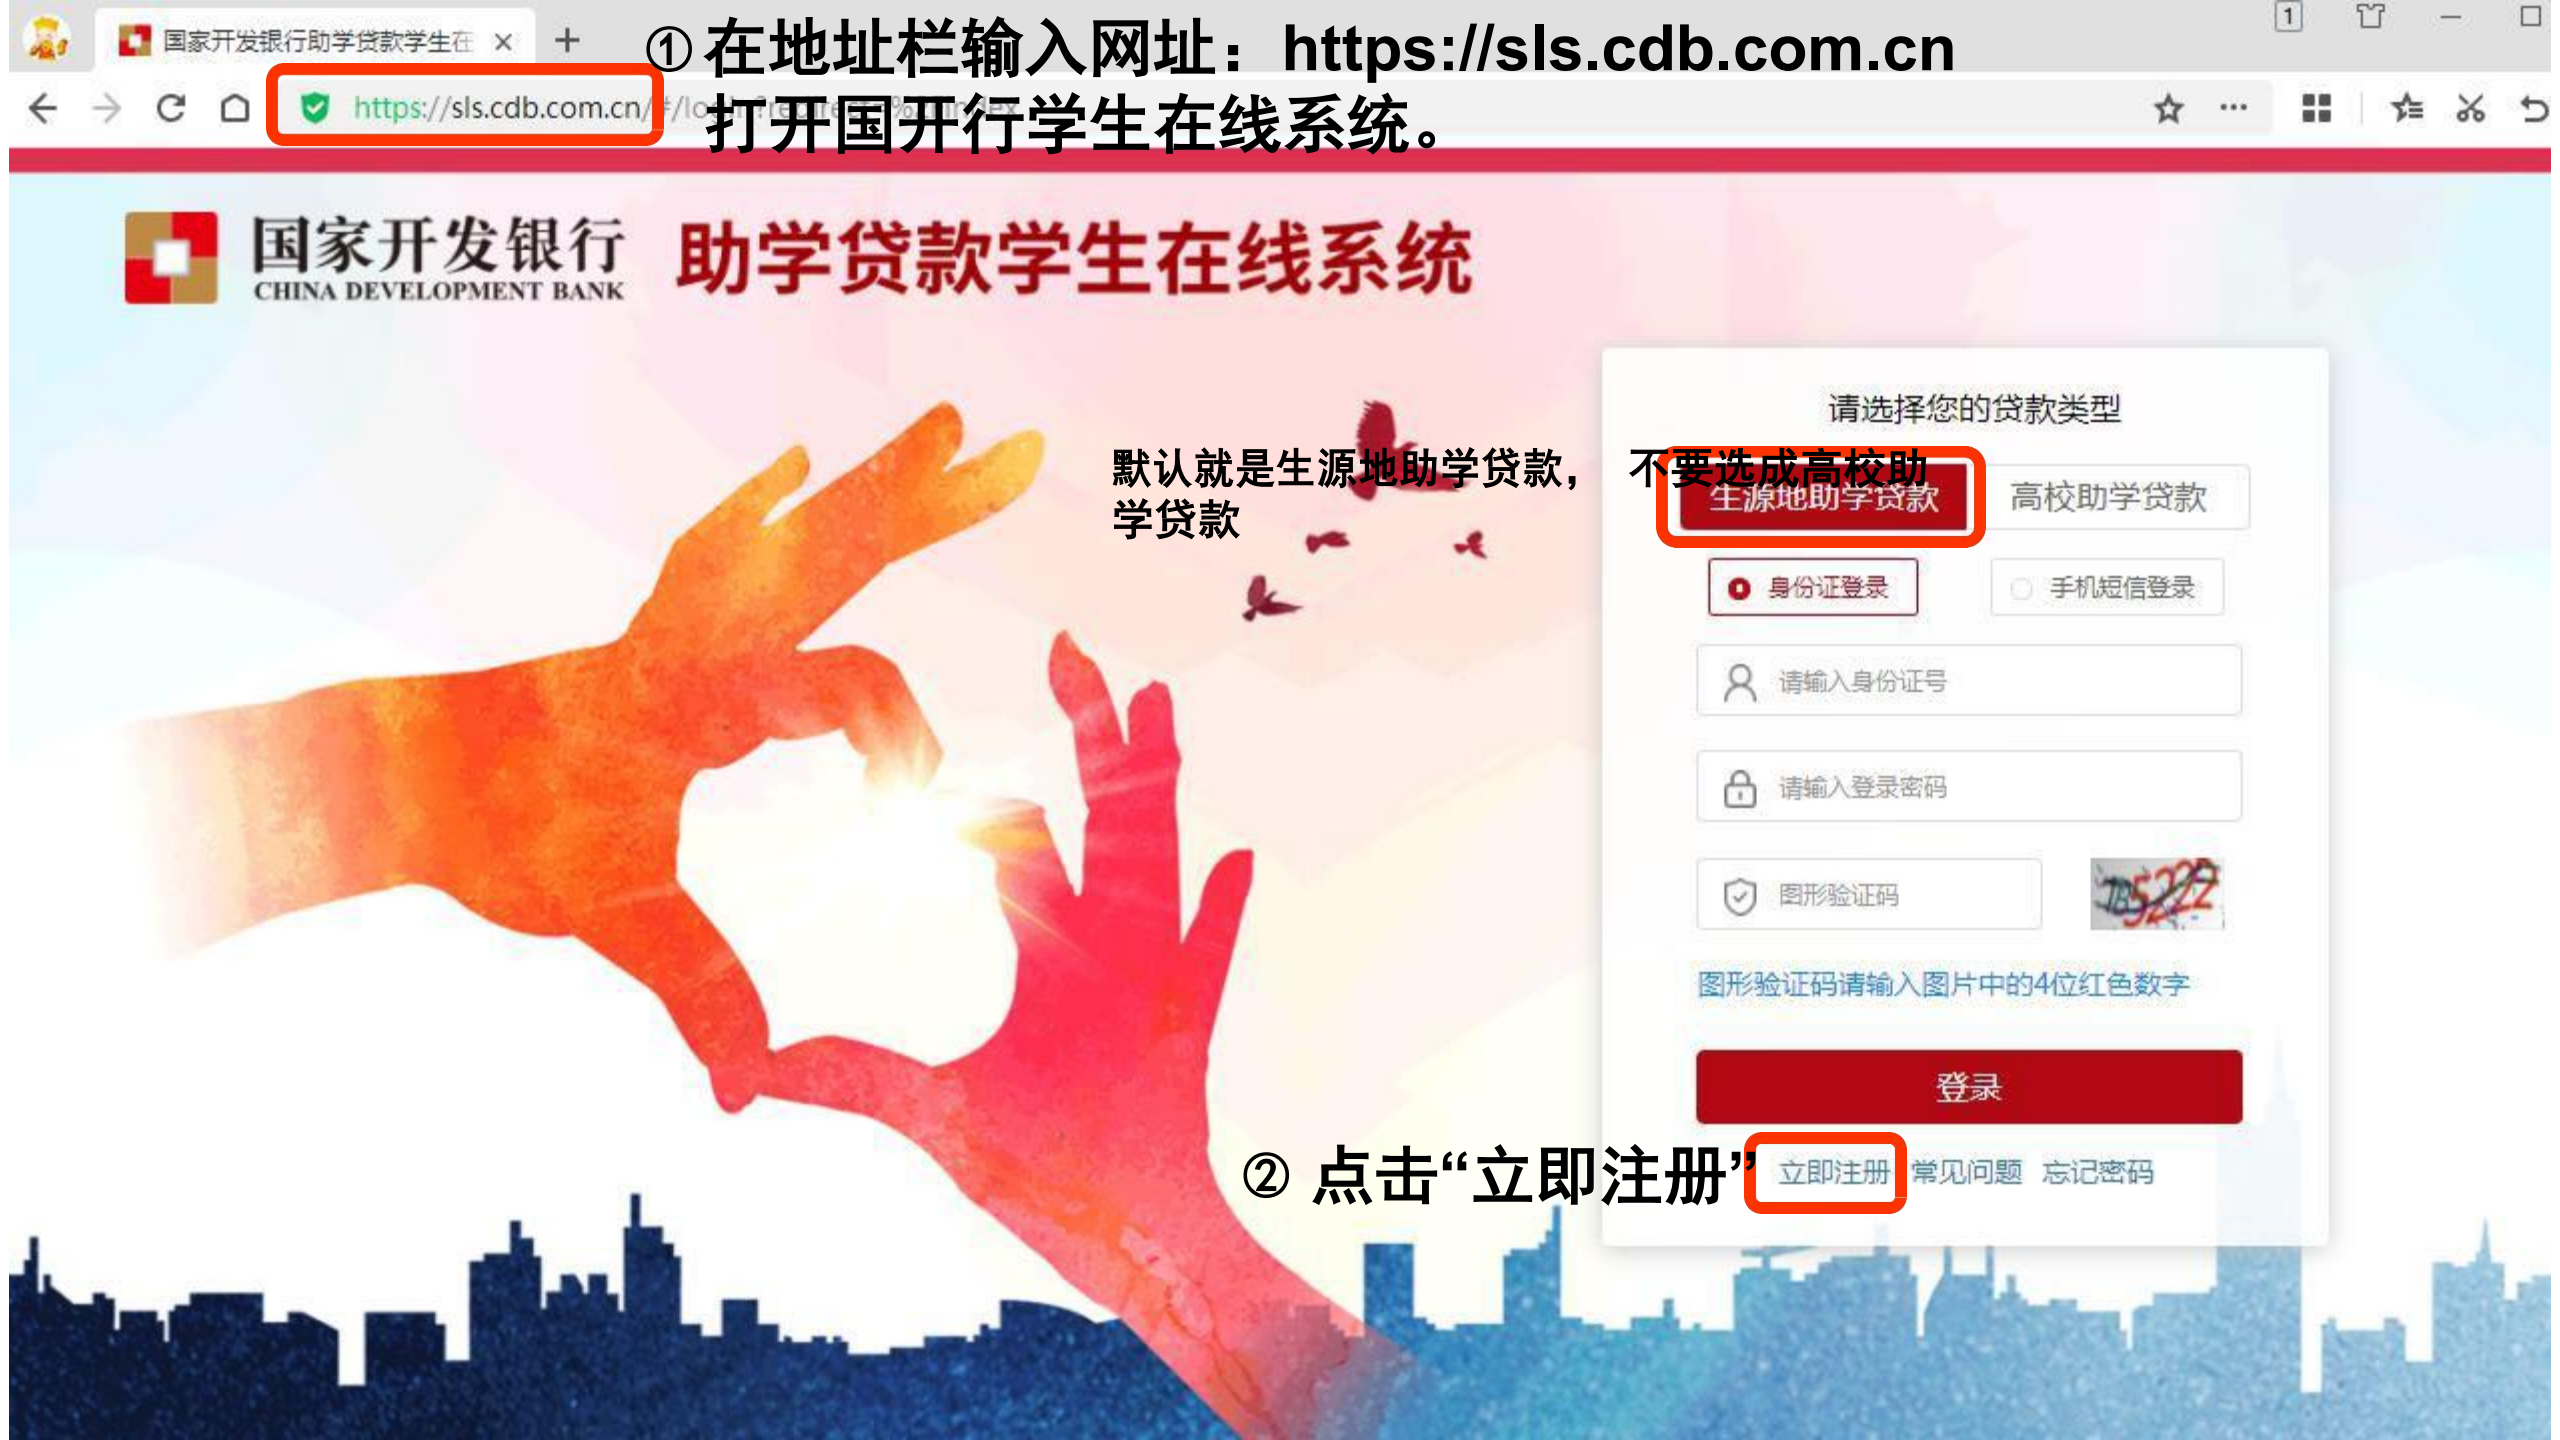 国家开发银行助学贷款学生在
1
①在地址栏输入网址：https://sls.cdb.com.cn
https://sls.cdb.com.cn/
打开国开行学生在线系统。
国家开发银行
CHINA DEVELOPMENT BANK
助学贷款学生在线系统
请选择您的贷款类型
默认就是生源地助学贷款， 不要选成高校助
学贷款
生源地助学贷款 高校助学贷款
身份证登录 手机短信登录
请输入身份证号
请输入登录密码
图形验证码
图形验证码请输入图片中的4位红色数字
登录
② 点击“立即注册”
立即注册 常见问题 忘记密码